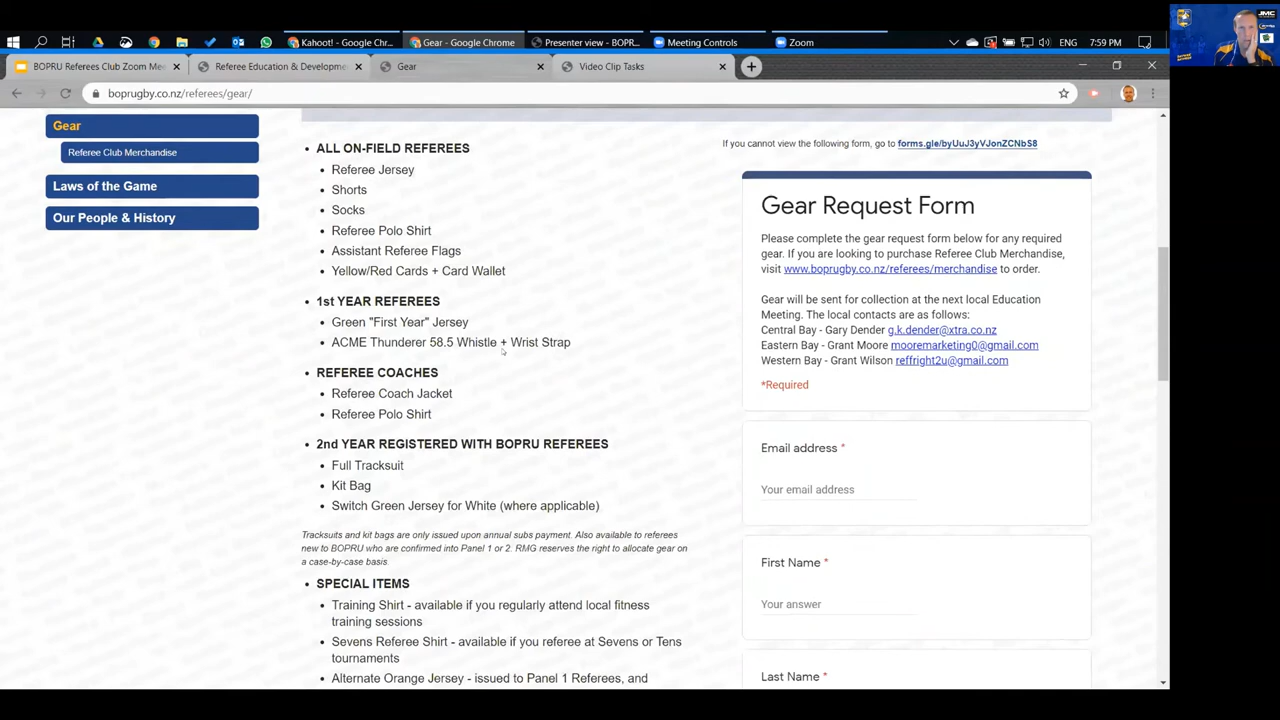 Kahoot! - Google Chr...
Gear - Google Chrome
Presenter view - BOPR...
Meeting Controls
Zoom
ENG
7:59 PM
BOPRU Referees Club Zoom Mee
Referee Education & Developme
Gear
Video Clip Tasks
boprugby.co.nz/referees/gear/
Gear
Referee Club Merchandise
Laws of the Game
Our People & History
• ALL ON-FIELD REFEREES
• Referee Jersey
• Shorts
• Socks
• Referee Polo Shirt
• Assistant Referee Flags
• Yellow/Red Cards + Card Wallet
• 1st YEAR REFEREES
• Green "First Year" Jersey
• ACME Thunderer 58.5 Whistle + Wrist Strap
• REFEREE COACHES
• Referee Coach Jacket
• Referee Polo Shirt
• 2nd YEAR REGISTERED WITH BOPRU REFEREES
• Full Tracksuit
• Kit Bag
• Switch Green Jersey for White (where applicable)
Tracksuits and kit bags are only issued upon annual subs payment. Also available to referees
new to BOPRU who are confirmed into Panel 1 or 2. RMG reserves the right to allocate gear on
a case-by-case basis.
• SPECIAL ITEMS
• Training Shirt - available if you regularly attend local fitness
training sessions
• Sevens Referee Shirt - available if you referee at Sevens or Tens
tournaments
• Alternate Orange Jersey - issued to Panel 1 Referees, and
If you cannot view the following form, go to forms.gle/byUuJ3yVJonZCNbS8
Gear Request Form
Please complete the gear request form below for any required
gear. If you are looking to purchase Referee Club Merchandise,
visit www.boprugby.co.nz/referees/merchandise to order.
Gear will be sent for collection at the next local Education
Meeting. The local contacts are as follows:
Central Bay - Gary Dender g.k.dender@xtra.co.nz
Eastern Bay - Grant Moore mooremarketing0@gmail.com
Western Bay - Grant Wilson reffright2u@gmail.com
*Required
Email address *
Your email address
First Name *
Your answer
Last Name *
JMC